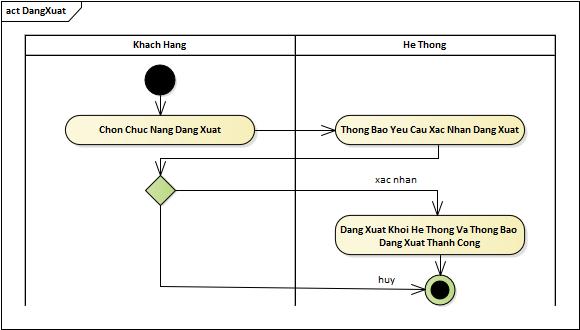 act DangXuat
Khach Hang
He Thong
Chon Chuc Nang Dang Xuat
Thong Bao Yeu Cau Xac Nhan Dang Xuat
xac nhan
Dang Xuat Khoi He Thong Va Thong Bao
Dang Xuat Thanh Cong
huy